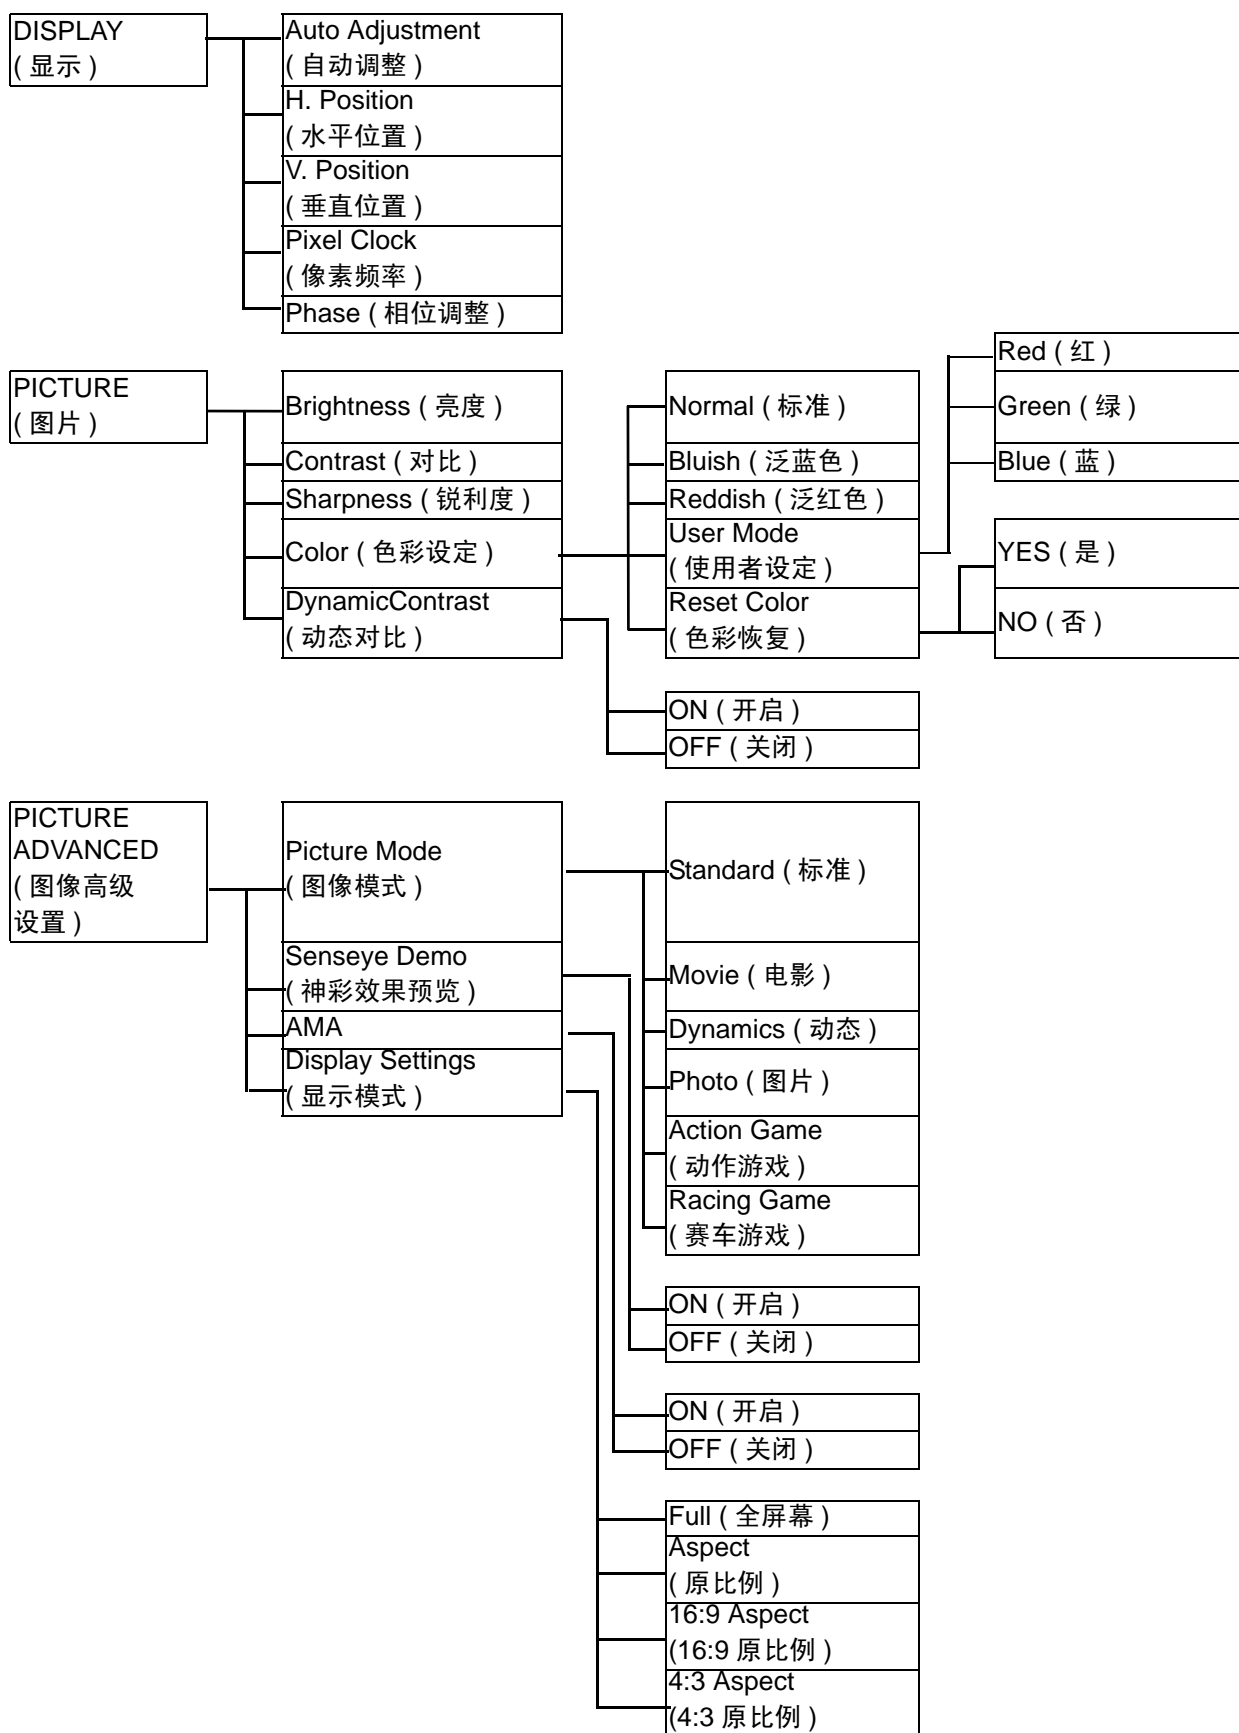 DISPLAY
( 显示 )
Auto Adjustment
( 自动调整 )
H. Position
( 水平位置 )
V. Position
( 垂直位置 )
Pixel Clock
( 像素频率 )
Phase ( 相位调整 )
PICTURE
( 图片 )
Brightness ( 亮度 )
Contrast ( 对比 )
Sharpness ( 锐利度 )
Color ( 色彩设定 )
DynamicContrast
( 动态对比 )
Normal ( 标准 )
Bluish ( 泛蓝色 )
Reddish ( 泛红色 )
User Mode
( 使用者设定 )
Reset Color
( 色彩恢复 )
Red ( 红 )
Green ( 绿 )
Blue ( 蓝 )
YES ( 是 )
NO ( 否 )
ON ( 开启 )
OFF ( 关闭 )
PICTURE
ADVANCED
( 图像高级
设置 )
Picture Mode
( 图像模式 )
Senseye Demo
( 神彩效果预览 )
AMA
Display Settings
( 显示模式 )
Standard ( 标准 )
Movie ( 电影 )
Dynamics ( 动态 )
Photo ( 图片 )
Action Game
( 动作游戏 )
Racing Game
( 赛车游戏 )
ON ( 开启 )
OFF ( 关闭 )
ON ( 开启 )
OFF ( 关闭 )
Full ( 全屏幕 )
Aspect
( 原比例 )
16:9 Aspect
(16:9 原比例 )
4:3 Aspect
(4:3 原比例 )